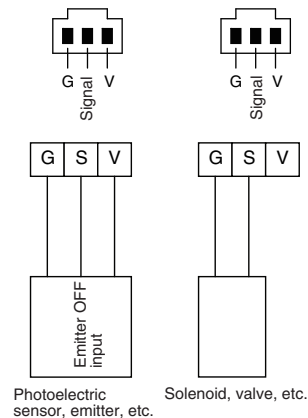 G Signal V
G Signal V
G S V
G S V
Emitter OFF
input
Photoelectric
sensor, emitter, etc.
Solenoid, valve, etc.